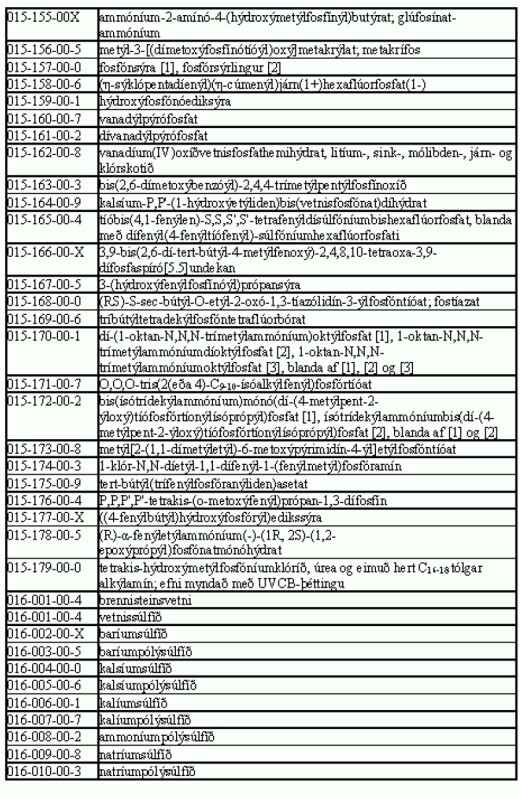 015-155-00X ammóníum-2-amínó-4-(hýdroxýmetýlfosfínýl)bútýrat; glúfosínat-
ammóníum
015-156-00-5 metýl-3-[(dímetoxýfosfínótíóýl)oxý]metakrýlat; metakrífos
015-157-00-0 fosfónsýra [1], fosfórsýrlingur [2]
015-158-00-6 (η-sýklópentadíenýl)(η-cúmenýl)járn(1+)hexaflúorfosfat(1-)
015-159-00-1 hýdroxýfosfónóediksýra
015-160-00-7 vanadýlpýrófosfat
015-161-00-2 dívanadýlpýrófosfat
015-162-00-8 vanadíum(IV)oxíðvetnisfosfathemihýdrat, litíum-, sink-, mólibden-, járn- og
klórskotið
015-163-00-3 bis(2,6-dímetoxýbenzóýl)-2,4,4-trímetýlpentýlfosfínoxíð
015-164-00-9 kalsíum-P,P'-(1-hýdroxýetýliden)bis(vetnisfosfónat)díhýdrat
015-165-00-4 tíóbis(4,1-fenýlen)-S,S,S',S'-tetrafenýldísúlfóníumbishexaflúorfosfat, blanda
með dífenýl(4-fenýltíófenýl)-súlfóníumhexaflúorfosfati
015-166-00-X 3,9-bis(2,6-dí-tert-bútýl-4-metýlfenoxý)-2,4,8,10-tetraoxa-3,9-
dífosfaspíró[5.5]undekan
015-167-00-5 3-(hýdroxýfenýlfosfínóýl)própansýra
015-168-00-0 (RS)-S-sec-bútýl-O-etýl-2-oxó-1,3-tíazólidín-3-ýlfosfóntíóat; fostíazat
015-169-00-6 tríbútýltetradekýlfosfóntetraflúorbórat
015-170-00-1 dí-(1-oktan-N,N,N-trímetýlammóníum)oktýlfosfat [1], 1-oktan-N,N,N-
trímetýlammóníumdíoktýlfosfat [2], 1-oktan-N,N,N-
trímetýlammóníumoktýlfosfat [3], blanda af [1], [2] og [3]
015-171-00-7 O,O,O-tris(2(eða 4)-C₉₋₁₀-ísóalkýlfenýl)fosfórtíóat
015-172-00-2 bis(ísótrídekýlammóníum)mónó(dí-(4-metýlpent-2-
ýloxý)tíófosfórtíonýlísóprópýl)fosfat [1], ísótrídekýlammóníumbis(dí-(4-
metýlpent-2-ýloxý)tíófosfórtíonýlísóprópýl)fosfat [2], blanda af [1] og [2]
015-173-00-8 metýl[2-(1,1-dímetýletýl)-6-metoxýpýrimidín-4-ýl]etýlfosfóntíóat
015-174-00-3 1-klór-N,N-díetýl-1,1-dífenýl-1-(fenýlmetýl)fosfóramín
015-175-00-9 tert-bútýl(trífenýlfosfóranýliden)asetat
015-176-00-4 P,P,P',P'-tetrakis-(o-metoxýfenýl)própan-1,3-dífosfín
015-177-00-X ((4-fenýlbútýl)hýdroxýfosfórýl)edikssýra
015-178-00-5 (R)-α-fenýletýlammóníum(-)-(1R, 2S)-(1,2-
epoxýprópýl)fosfónatmónóhýdrat
015-179-00-0 tetrakis-hýdroxýmetýlfosfóníumklóríð, úrea og eimuð hert C₁₆₋₁₈ tólgar
alkýlamín; efni myndað með UVCB-þéttingu
016-001-00-4 brennisteinsvetni
016-001-00-4 vetnissúlfíð
016-002-00-X baríumsúlfíð
016-003-00-5 baríumpólýsúlfíð
016-004-00-0 kalsíumsúlfíð
016-005-00-6 kalsíumpólýsúlfíð
016-006-00-1 kalíumsúlfíð
016-007-00-7 kalíumpólýsúlfíð
016-008-00-2 ammoníumpólýsúlfíð
016-009-00-8 natríumsúlfíð
016-010-00-3 natríumpólýsúlfíð